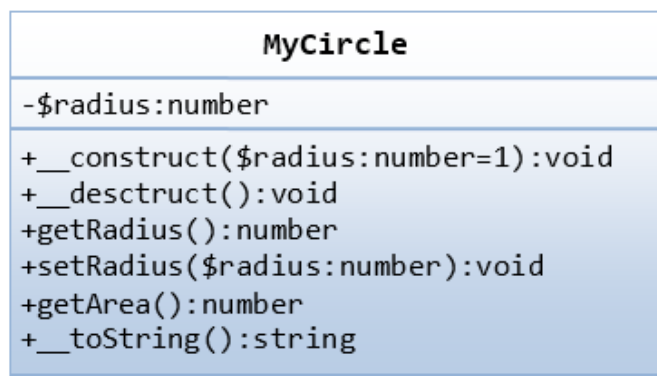 MyCircle
-$radius:number
+__construct($radius:number=1):void
+__desctruct():void
+getRadius():number
+setRadius($radius:number):void
+getArea():number
+__toString():string